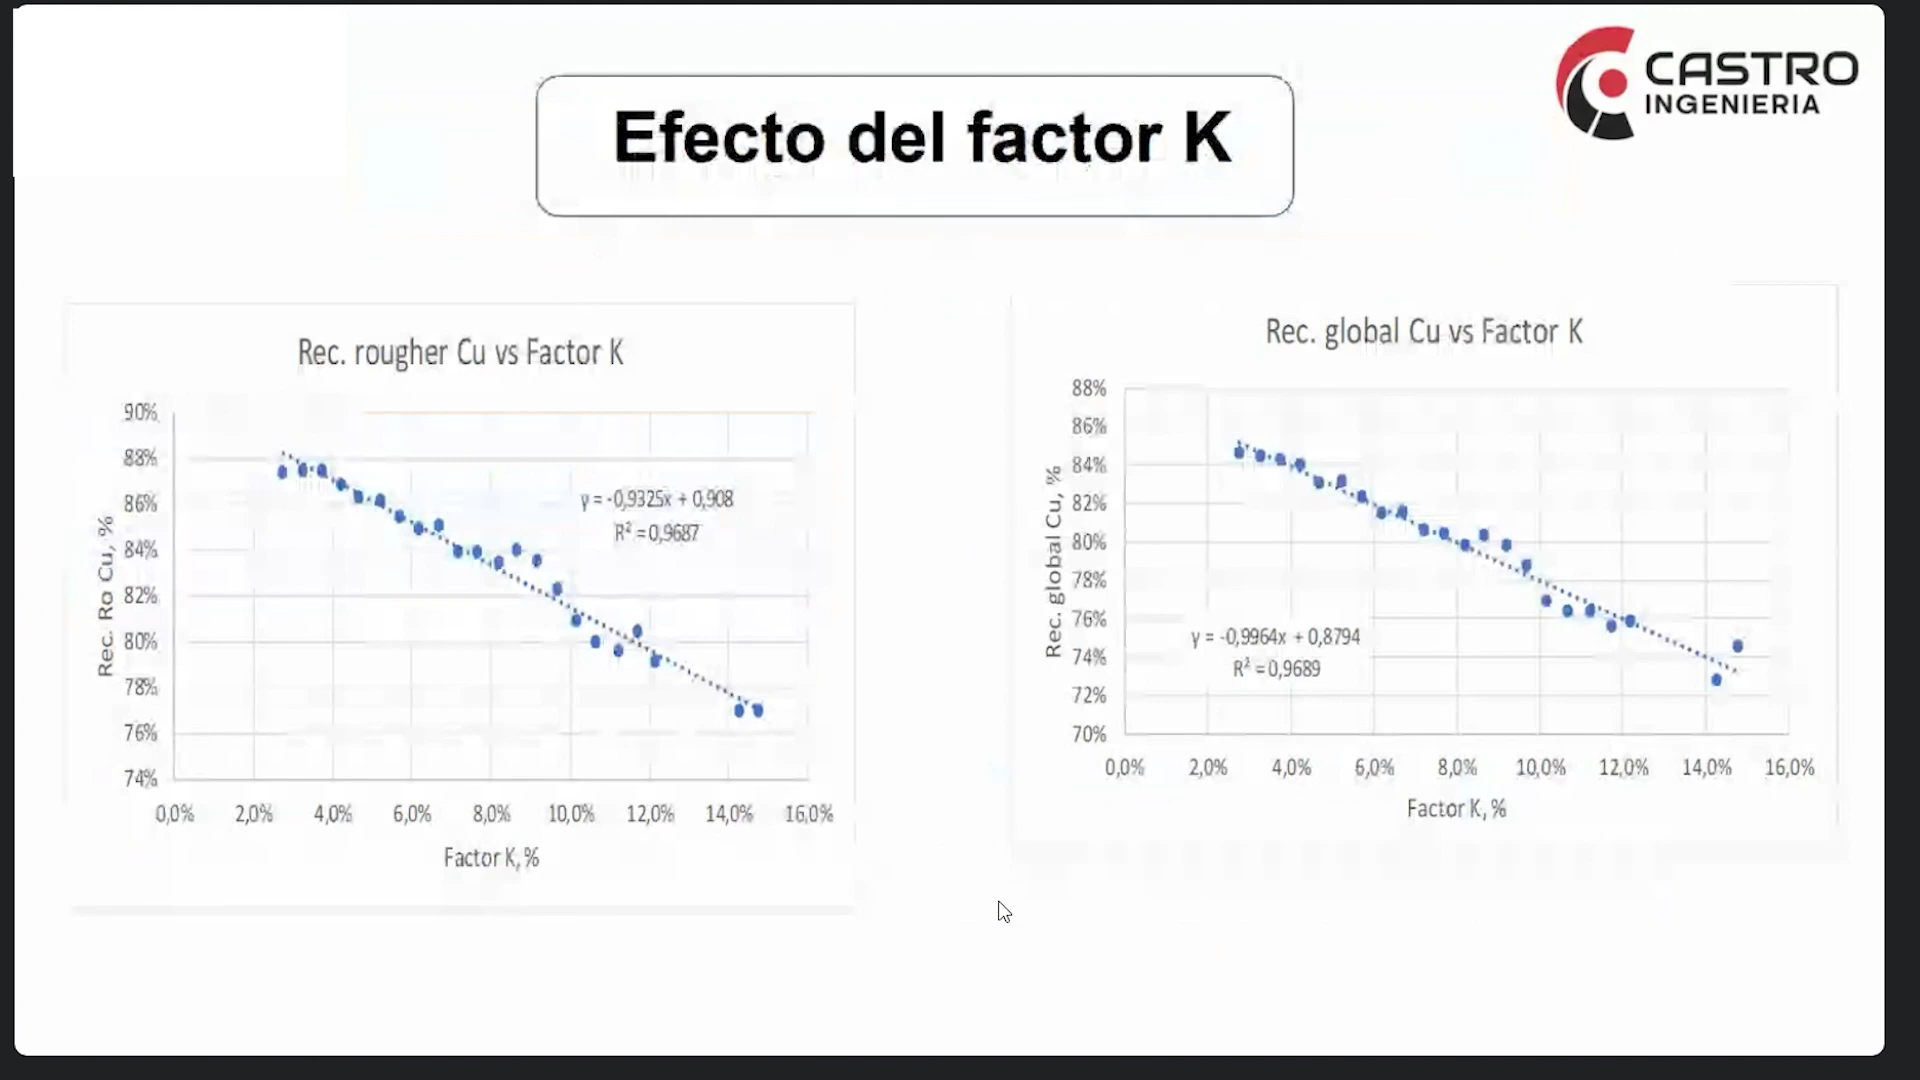 CASTRO
INGENIERIA
Efecto del factor K
Rec. rougher Cu vs Factor K
90%
88%
86%
84%
82%
80%
78%
76%
74%
Rec. Ro Cu, %
y = -0,9325x + 0,908
R² = 0,9687
0,0% 2,0% 4,0% 6,0% 8,0% 10,0% 12,0% 14,0% 16,0%
Factor K, %
Rec. global Cu vs Factor K
88%
86%
84%
82%
80%
78%
76%
74%
72%
70%
Rec. global Cu, %
y = -0,9964x + 0,8794
R² = 0,9689
0,0% 2,0% 4,0% 6,0% 8,0% 10,0% 12,0% 14,0% 16,0%
Factor K, %